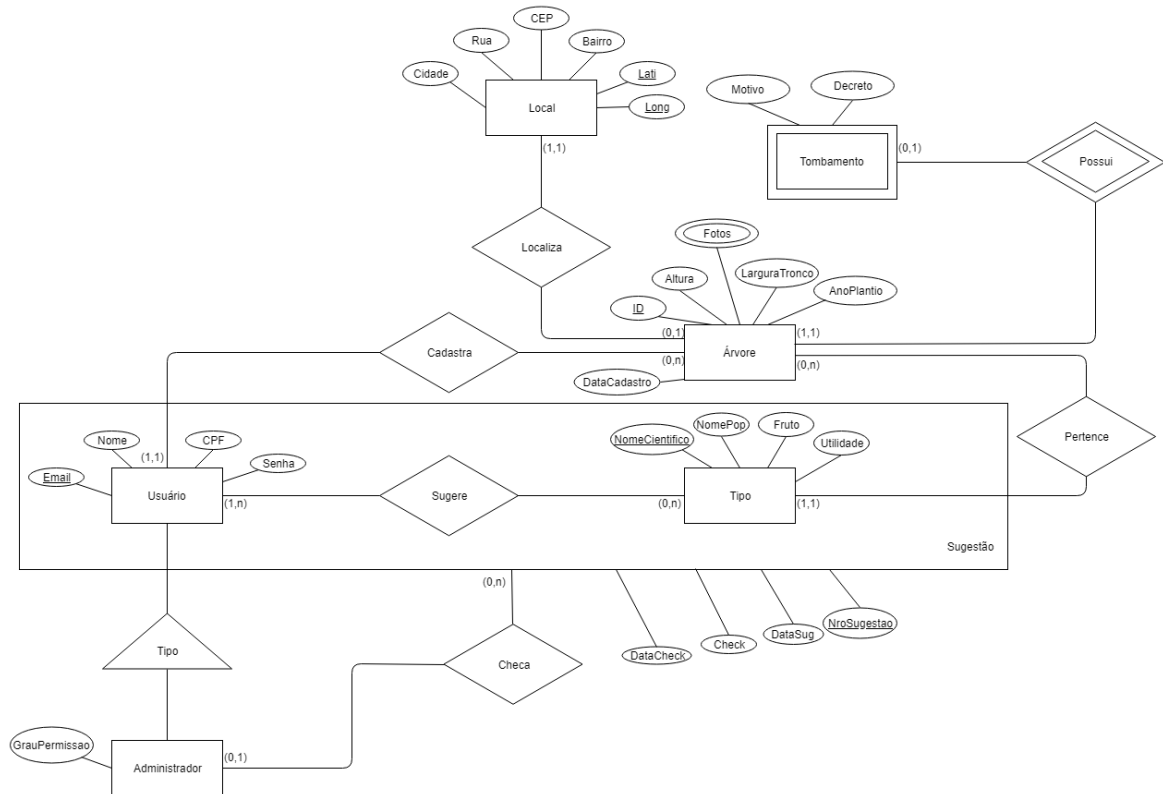 CEP
Rua
Bairro
Cidade
Lati
Local
Long
Motivo
Decreto
(1,1)
(0,1)
Tombamento
Possui
Fotos
Localiza
Altura
LarguraTronco
AnoPlantio
ID
(0,1)
(1,1)
Cadastra
(0,n)
Árvore
(0,n)
DataCadastro
NomePop
Fruto
Nome
CPF
NomeCientifico
Utilidade
Pertence
(1,1)
Senha
Email
Usuário
Sugere
Tipo
(1,n)
(0,n)
(1,1)
Sugestão
(0,n)
NroSugestao
DataSug
Check
DataCheck
Tipo
Checa
GrauPermissao
(0,1)
Administrador